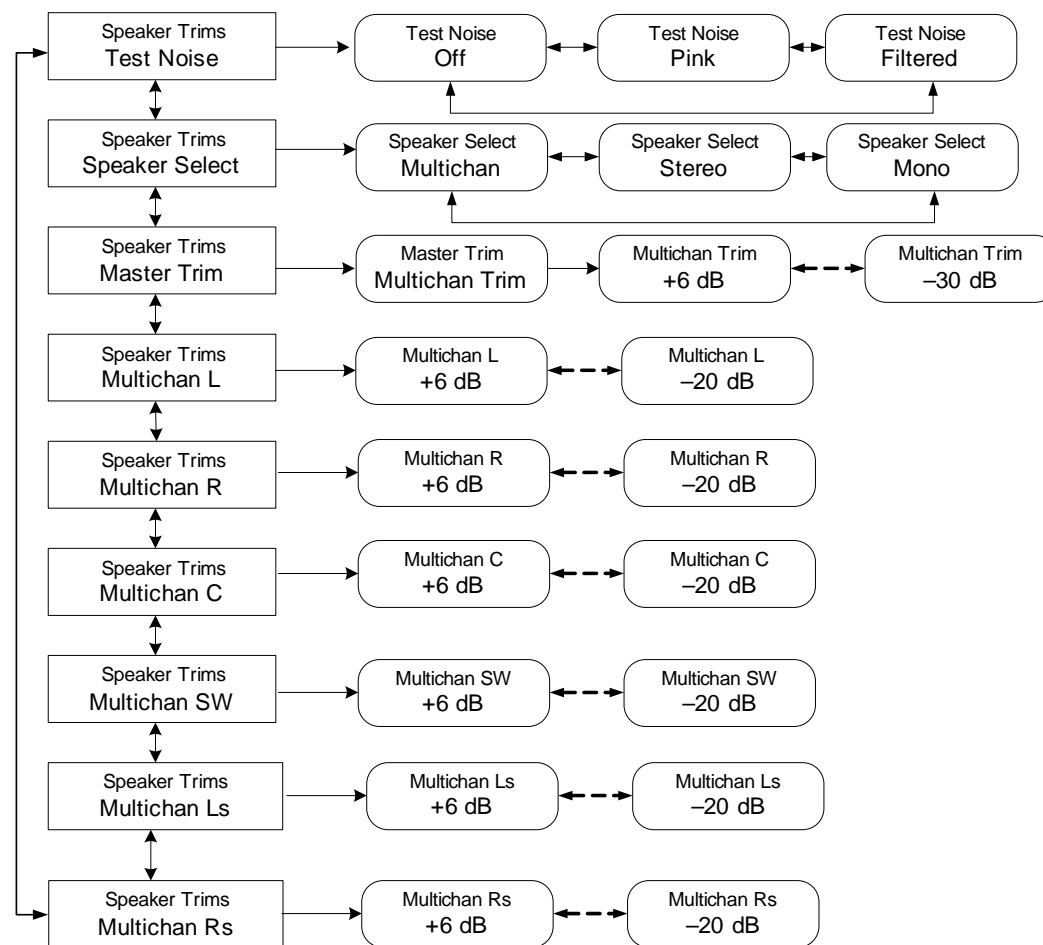 Speaker Trims
Test Noise
Test Noise
Off
Test Noise
Pink
Test Noise
Filtered
Speaker Trims
Speaker Select
Speaker Select
Multichan
Speaker Select
Stereo
Speaker Select
Mono
Speaker Trims
Master Trim
Master Trim
Multichan Trim
Multichan Trim
+6 dB
Multichan Trim
–30 dB
Speaker Trims
Multichan L
Multichan L
+6 dB
Multichan L
–20 dB
Speaker Trims
Multichan R
Multichan R
+6 dB
Multichan R
–20 dB
Speaker Trims
Multichan C
Multichan C
+6 dB
Multichan C
–20 dB
Speaker Trims
Multichan SW
Multichan SW
+6 dB
Multichan SW
–20 dB
Speaker Trims
Multichan Ls
Multichan Ls
+6 dB
Multichan Ls
–20 dB
Speaker Trims
Multichan Rs
Multichan Rs
+6 dB
Multichan Rs
–20 dB